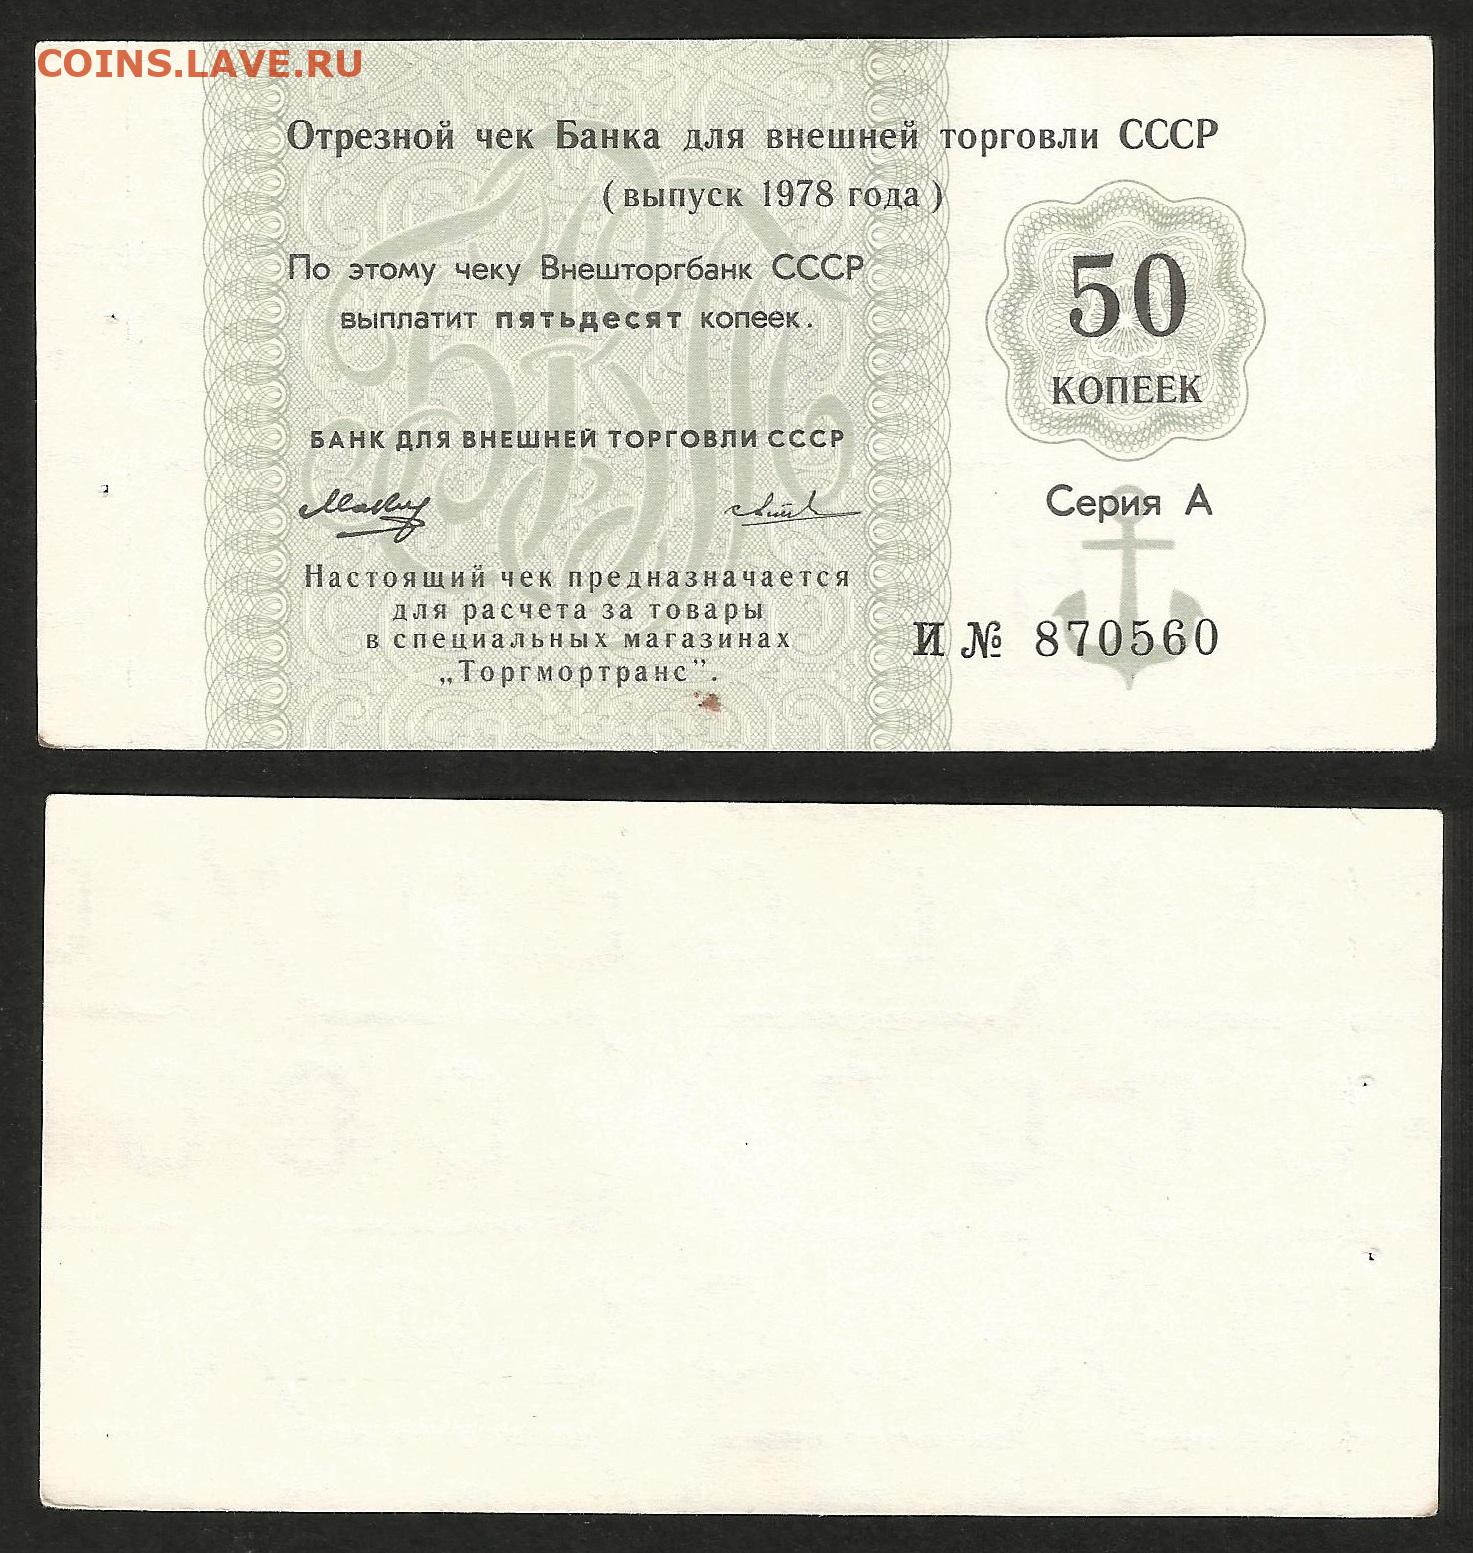 COINS.LAVE.RU
Отрезной чек Банка для внешней торговли СССР
(выпуск 1978 года)
По этому чеку Внешторгбанк СССР
выплатит пятьдесят копеек.
50
КОПЕЕК
БАНК ДЛЯ ВНЕШНЕЙ ТОРГОВЛИ СССР
Серия А
Настоящий чек предназначается
для расчета за товары
в специальных магазинах
„Торгмортранс”.
И № 870560